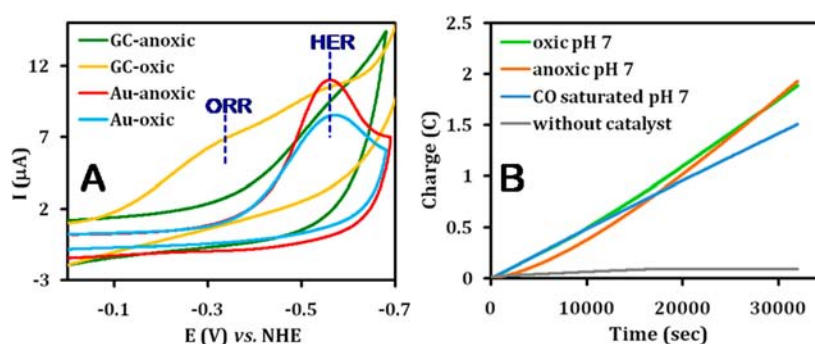 GC-anoxic
GC-oxic
Au-anoxic
Au-oxic
HER
ORR
A
I (µA)
12
7
2
-3
-0.1
-0.3
-0.5
-0.7
E (V) vs. NHE
oxic pH 7
anoxic pH 7
CO saturated pH 7
without catalyst
B
Charge (C)
2.5
2
1.5
1
0.5
0
0
10000
20000
30000
Time (sec)